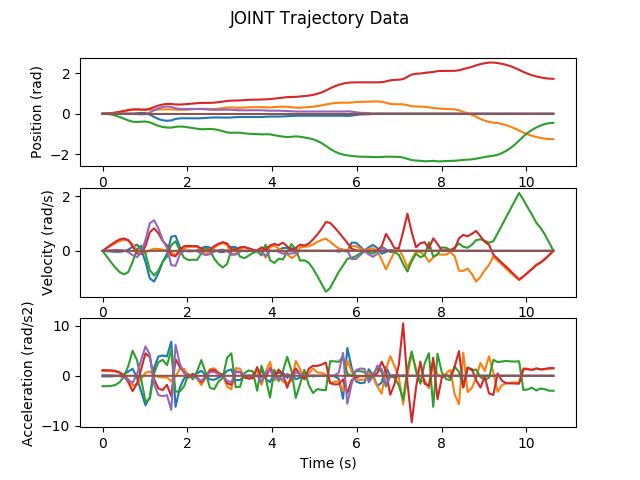 JOINT Trajectory Data
Position (rad)
2
0
−2
0 2 4 6 8 10
Velocity (rad/s)
2
0
0 2 4 6 8 10
Acceleration (rad/s2)
10
0
−10
0 2 4 6 8 10
Time (s)